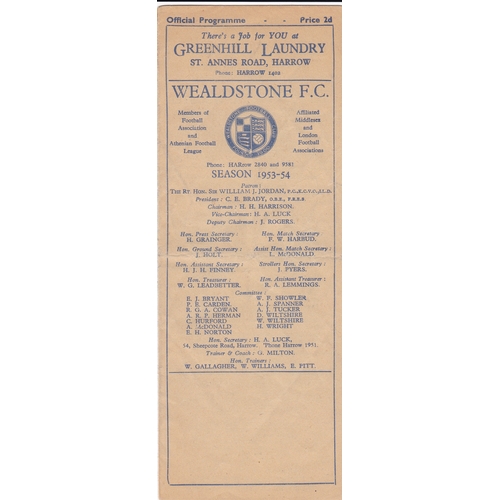 Official Programme - - Price 2d
There's a Job for YOU at
GREENHILL LAUNDRY
ST. ANNES ROAD, HARROW
Phone: HARROW 1402
WEALDSTONE F.C.
Members of
Football
Association
and
Athenian Football
League
Affiliated
Middlesex
and
London
Football
Associations
Phone: HARrow 2640 and 9581
SEASON 1953-54
Patron:
THE RT. HON. SIR WILLIAM J. JORDAN,
President: C. E. BRADY, O.B.E.,
Chairman: H. H. HARRISON.
Vice-Chairman: H. A. LUCK
Deputy Chairman: J. ROGERS.
Hon. Press Secretary:
H. GRAINGER.
Hon. Match Secretary:
F. W. HARBUD.
Hon. Ground Secretary:
J. HOLT.
Assist Hon. Match Secretary:
L. McDONALD.
Hon. Assistant Secretary:
H. J. H. FINNEY.
Strollers Hon. Secretary:
J. PYERS.
Hon. Treasurer:
W. G. LEADBETTER.
Hon. Assistant Treasurer:
R. A. LEMMINGS.
Committee:
E. J. BRYANT
P. E. CARDEN.
R. G. A. COWAN
A. R. P. HERMAN
C. HURFORD
A. McDONALD
E. H. NORTON
W. F. SHOWLER
A. J. SPANNER
A. J. TUCKER
D. WILTSHIRE
W. WILTSHIRE
H. WRIGHT
Hon. Secretary: H. A. LUCK,
54, Sheepcote Road, Harrow. 'Phone Harrow 1951.
Trainer & Coach: G. MILTON.
Hon. Trainers:
W. GALLAGHER, W. WILLIAMS, E. PITT.